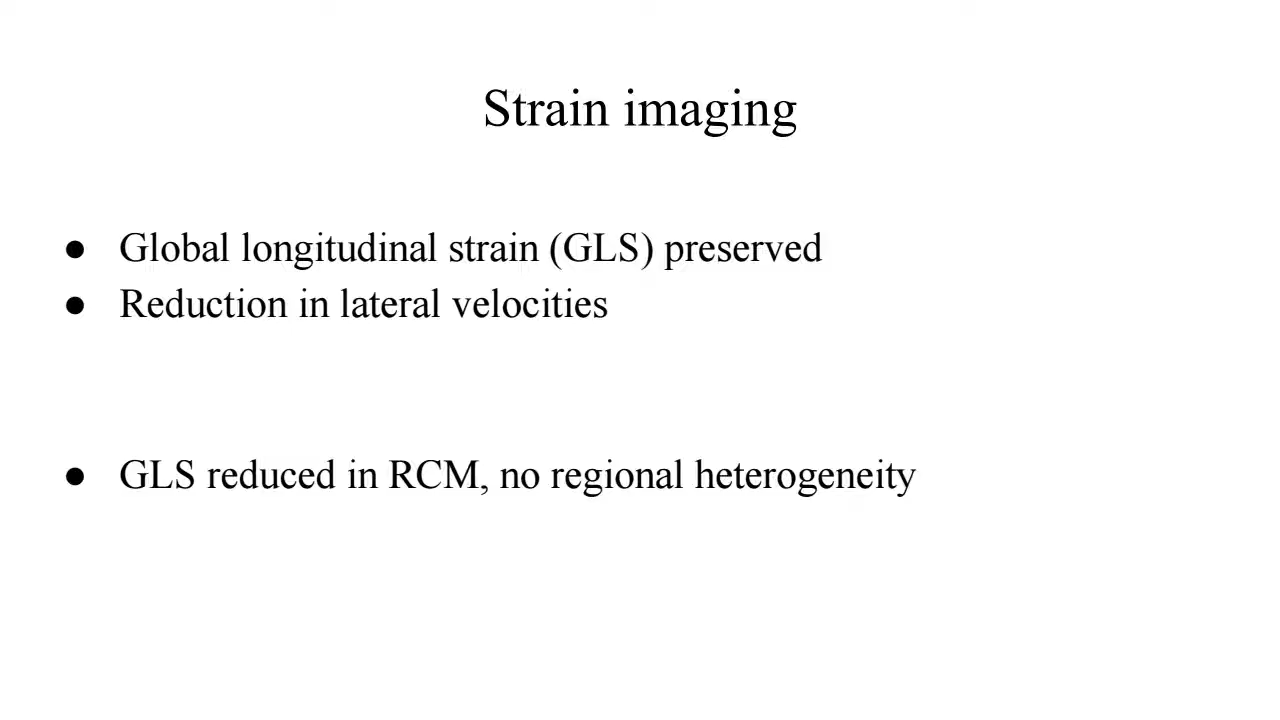 Strain imaging
● Global longitudinal strain (GLS) preserved
● Reduction in lateral velocities
● GLS reduced in RCM, no regional heterogeneity